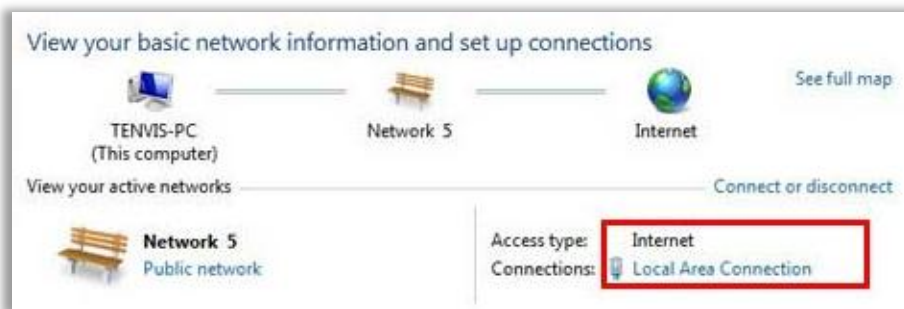 View your basic network information and set up connections
See full map
TENVIS-PC
(This computer)
Network 5
Internet
View your active networks
Connect or disconnect
Network 5
Public network
Access type: Internet
Connections: Local Area Connection